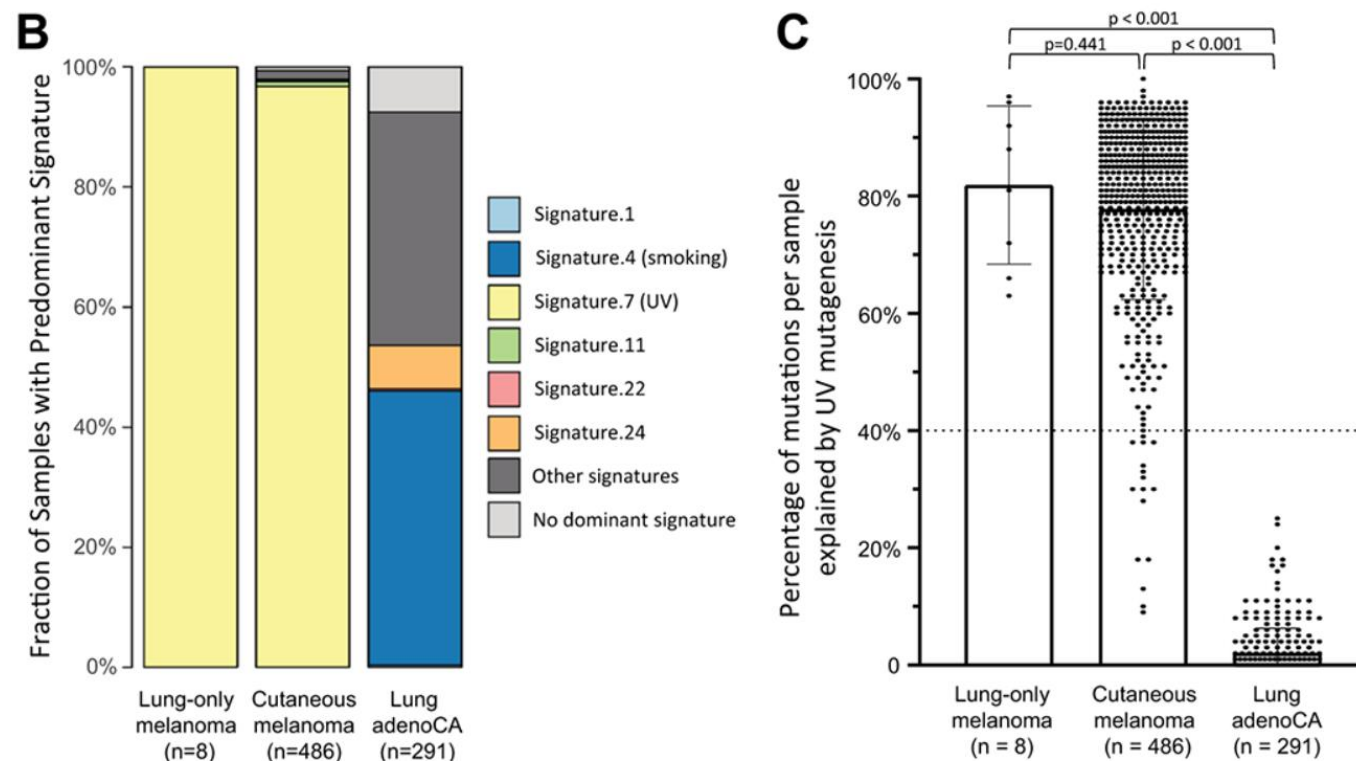 B
Fraction of Samples with Predominant Signature
100%
80%
60%
40%
20%
0%
Lung-only
melanoma
(n=8)
Cutaneous
melanoma
(n=486)
Lung
adenoCA
(n=291)
Signature.1
Signature.4 (smoking)
Signature.7 (UV)
Signature.11
Signature.22
Signature.24
Other signatures
No dominant signature
C
p < 0.001
p=0.441
p < 0.001
Percentage of mutations per sample
explained by UV mutagenesis
100%
80%
60%
40%
20%
0
Lung-only
melanoma
(n = 8)
Cutaneous
melanoma
(n = 486)
Lung
adenoCA
(n = 291)